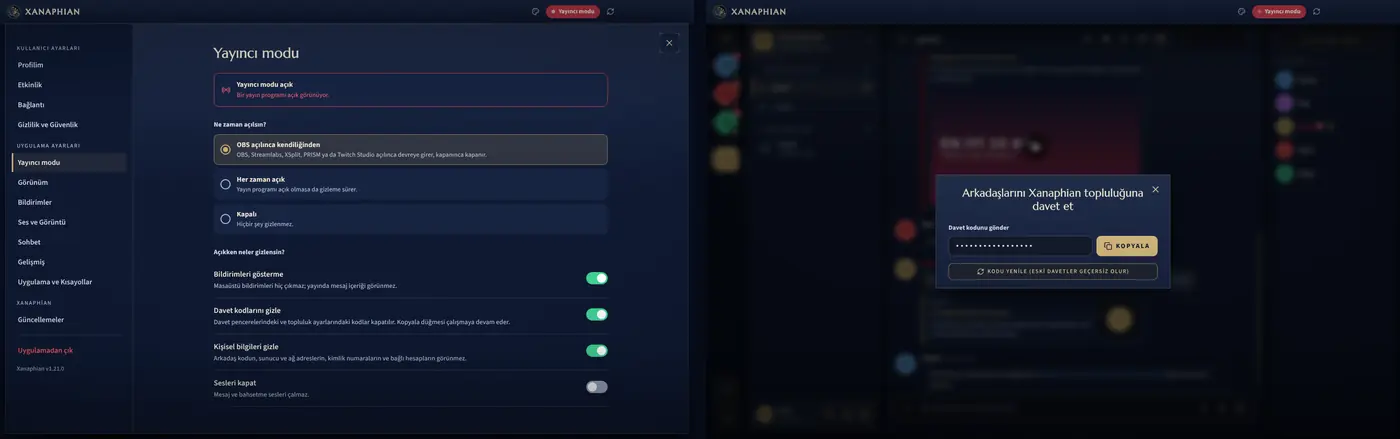 XANAPHIAN
Yayıncı modu
KULLANICI AYARLARI
Profilim
Etkinlik
Bağlantı
Gizlilik ve Güvenlik
UYGULAMA AYARLARI
Yayıncı modu
Görünüm
Bildirimler
Ses ve Görüntü
Sohbet
Gelişmiş
Uygulama ve Kısayollar
XANAPHİAN
Güncellemeler
Uygulamadan çık
Xanaphian v1.21.0
Yayıncı modu
Yayıncı modu açık
Bir yayın programı açık görünüyor.
Ne zaman açılsın?
OBS açılınca kendiliğinden
OBS, Streamlabs, XSplit, PRISM ya da Twitch Studio açılınca devreye girer, kapanınca kapanır.
Her zaman açık
Yayın programı açık olmasa da gizleme sürer.
Kapalı
Hiçbir şey gizlenmez.
Açıkken neler gizlensin?
Bildirimleri gösterme
Masaüstü bildirimleri hiç çıkmaz; yayında mesaj içeriği görünmez.
Davet kodlarını gizle
Davet pencerelerindeki ve topluluk ayarlarındaki kodlar kapatılır. Kopyala düğmesi çalışmaya devam eder.
Kişisel bilgileri gizle
Arkadaş kodun, sunucu ve ağ adreslerin, kimlik numaraların ve bağlı hesapların görünmez.
Sesleri kapat
Mesaj ve bahsetme sesleri çalmaz.
XANAPHIAN
Yayıncı modu
Arkadaşlarını Xanaphian topluluğuna
davet et
Davet kodunu gönder
KOPYALA
KODU YENİLE (ESKİ DAVETLER GEÇERSİZ OLUR)